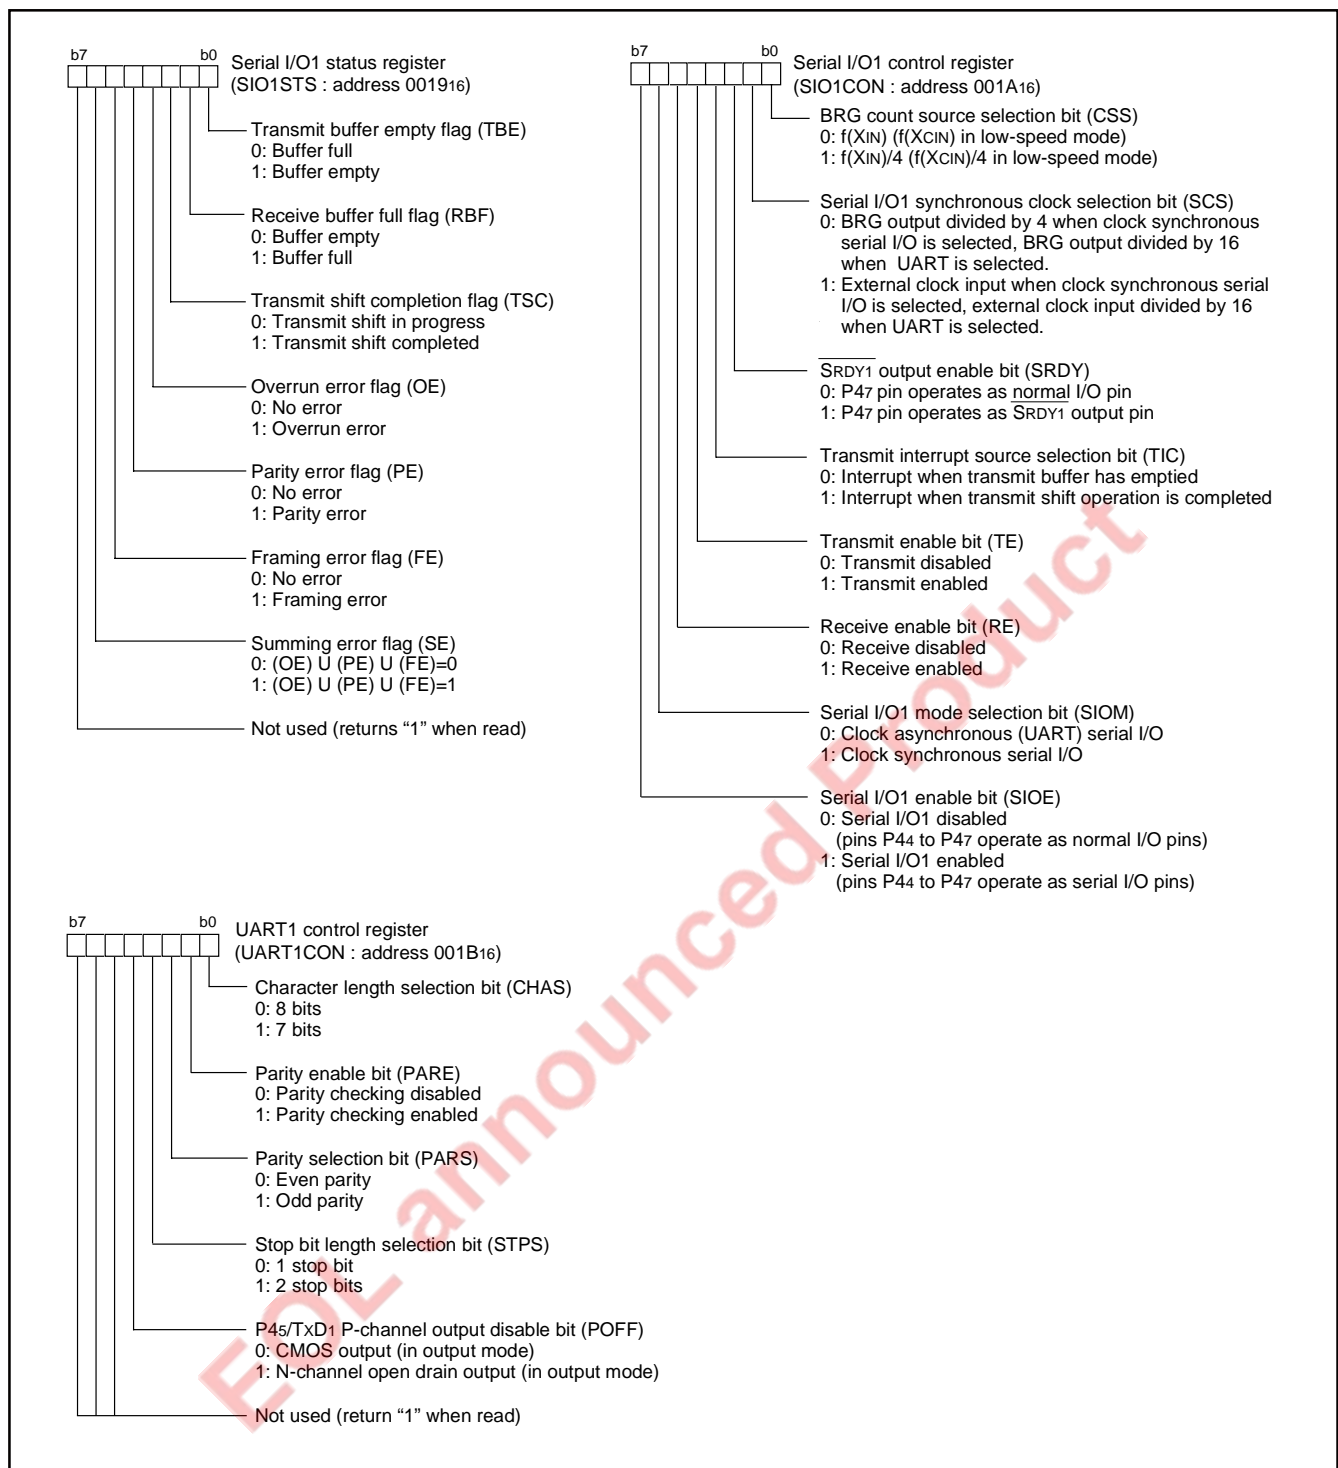 b7 b0 Serial I/O1 status register
(SIO1STS : address 001916)
Transmit buffer empty flag (TBE)
0: Buffer full
1: Buffer empty
Receive buffer full flag (RBF)
0: Buffer empty
1: Buffer full
Transmit shift completion flag (TSC)
0: Transmit shift in progress
1: Transmit shift completed
Overrun error flag (OE)
0: No error
1: Overrun error
Parity error flag (PE)
0: No error
1: Parity error
Framing error flag (FE)
0: No error
1: Framing error
Summing error flag (SE)
0: (OE) U (PE) U (FE)=0
1: (OE) U (PE) U (FE)=1
Not used (returns “1” when read)
b7 b0 Serial I/O1 control register
(SIO1CON : address 001A16)
BRG count source selection bit (CSS)
0: f(XIN) (f(XCIN) in low-speed mode)
1: f(XIN)/4 (f(XCIN)/4 in low-speed mode)
Serial I/O1 synchronous clock selection bit (SCS)
0: BRG output divided by 4 when clock synchronous
serial I/O is selected, BRG output divided by 16
when UART is selected.
1: External clock input when clock synchronous serial
I/O is selected, external clock input divided by 16
when UART is selected.
SRDY1 output enable bit (SRDY)
0: P47 pin operates as normal I/O pin
1: P47 pin operates as SRDY1 output pin
Transmit interrupt source selection bit (TIC)
0: Interrupt when transmit buffer has emptied
1: Interrupt when transmit shift operation is completed
Transmit enable bit (TE)
0: Transmit disabled
1: Transmit enabled
Receive enable bit (RE)
0: Receive disabled
1: Receive enabled
Serial I/O1 mode selection bit (SIOM)
0: Clock asynchronous (UART) serial I/O
1: Clock synchronous serial I/O
Serial I/O1 enable bit (SIOE)
0: Serial I/O1 disabled
(pins P44 to P47 operate as normal I/O pins)
1: Serial I/O1 enabled
(pins P44 to P47 operate as serial I/O pins)
b7 b0 UART1 control register
(UART1CON : address 001B16)
Character length selection bit (CHAS)
0: 8 bits
1: 7 bits
Parity enable bit (PARE)
0: Parity checking disabled
1: Parity checking enabled
Parity selection bit (PARS)
0: Even parity
1: Odd parity
Stop bit length selection bit (STPS)
0: 1 stop bit
1: 2 stop bits
P45/TXD1 P-channel output disable bit (POFF)
0: CMOS output (in output mode)
1: N-channel open drain output (in output mode)
Not used (return “1” when read)
EOL announced Product